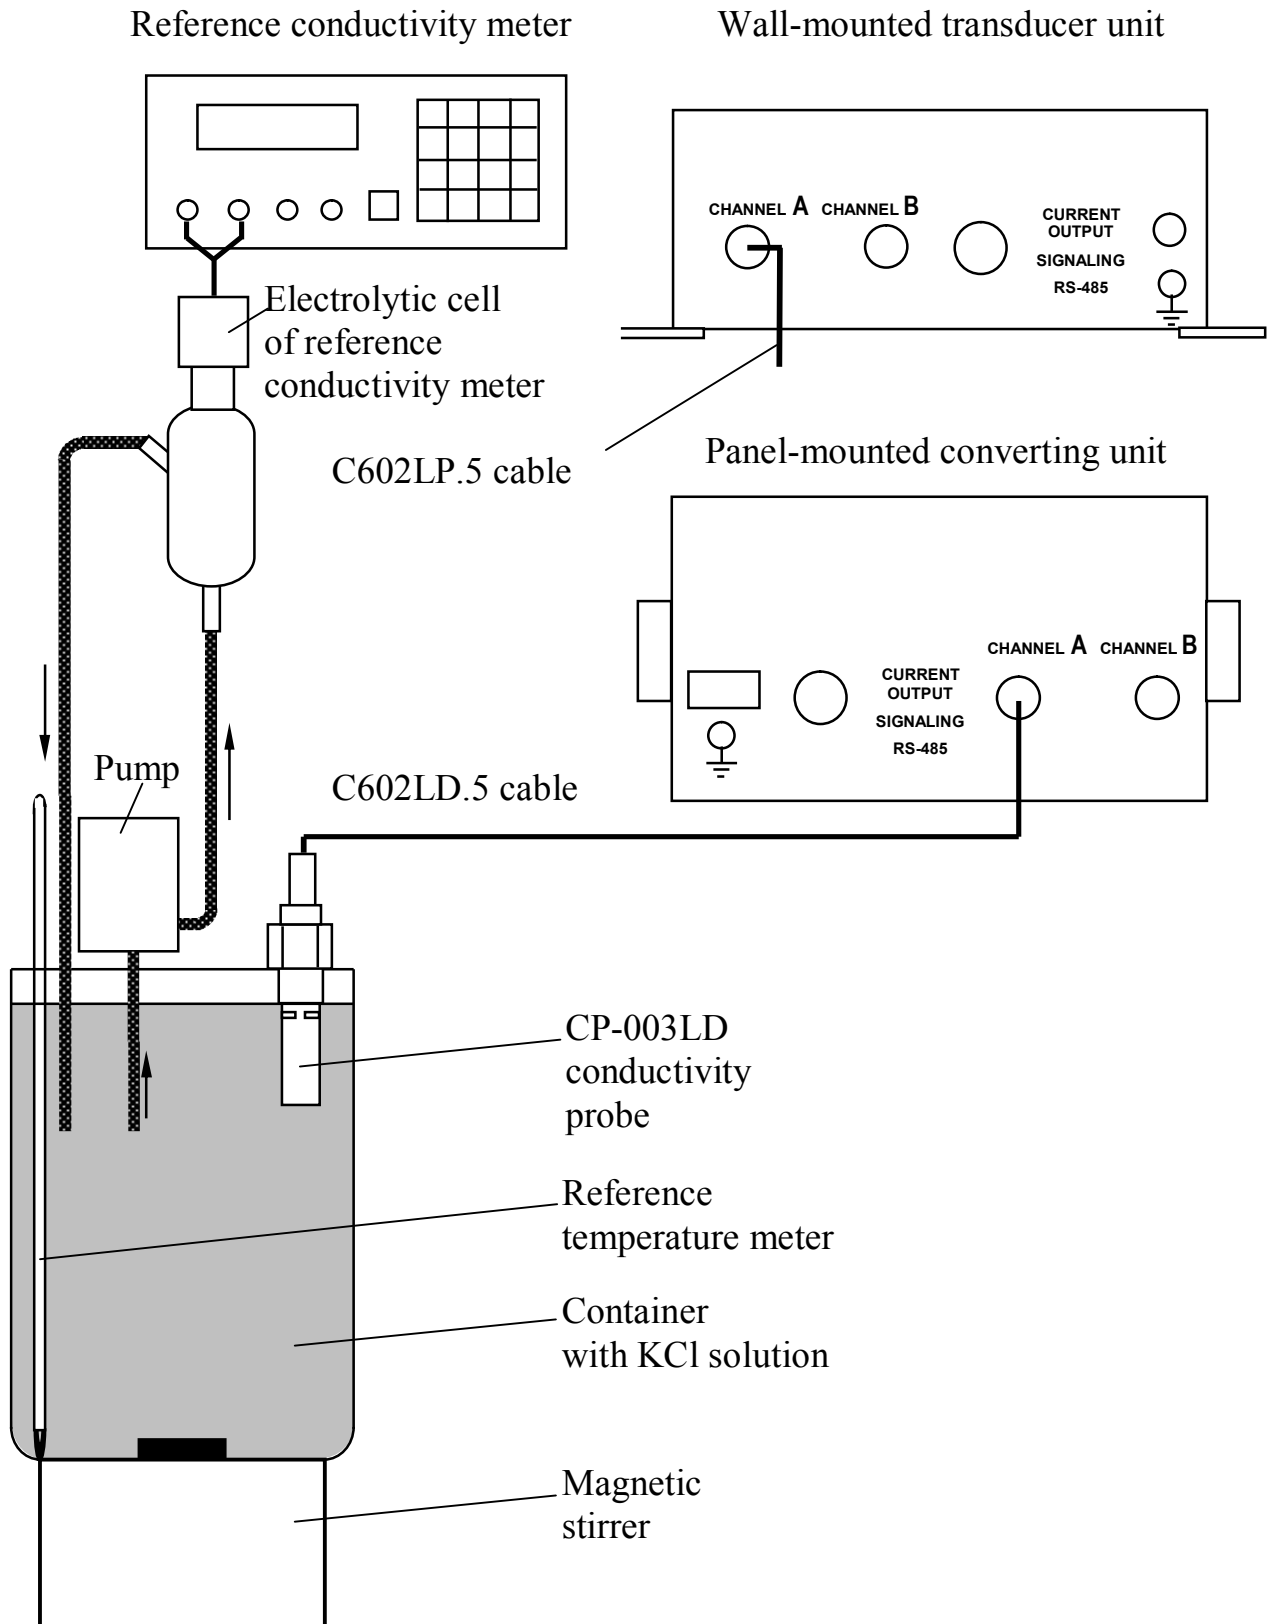 Reference conductivity meter
Wall-mounted transducer unit
CHANNEL A CHANNEL B
CURRENT
OUTPUT
SIGNALING
RS-485
Electrolytic cell
of reference
conductivity meter
C602LP.5 cable
Panel-mounted converting unit
CHANNEL A CHANNEL B
CURRENT
OUTPUT
SIGNALING
RS-485
Pump
C602LD.5 cable
CP-003LD
conductivity
probe
Reference
temperature meter
Container
with KCl solution
Magnetic
stirrer